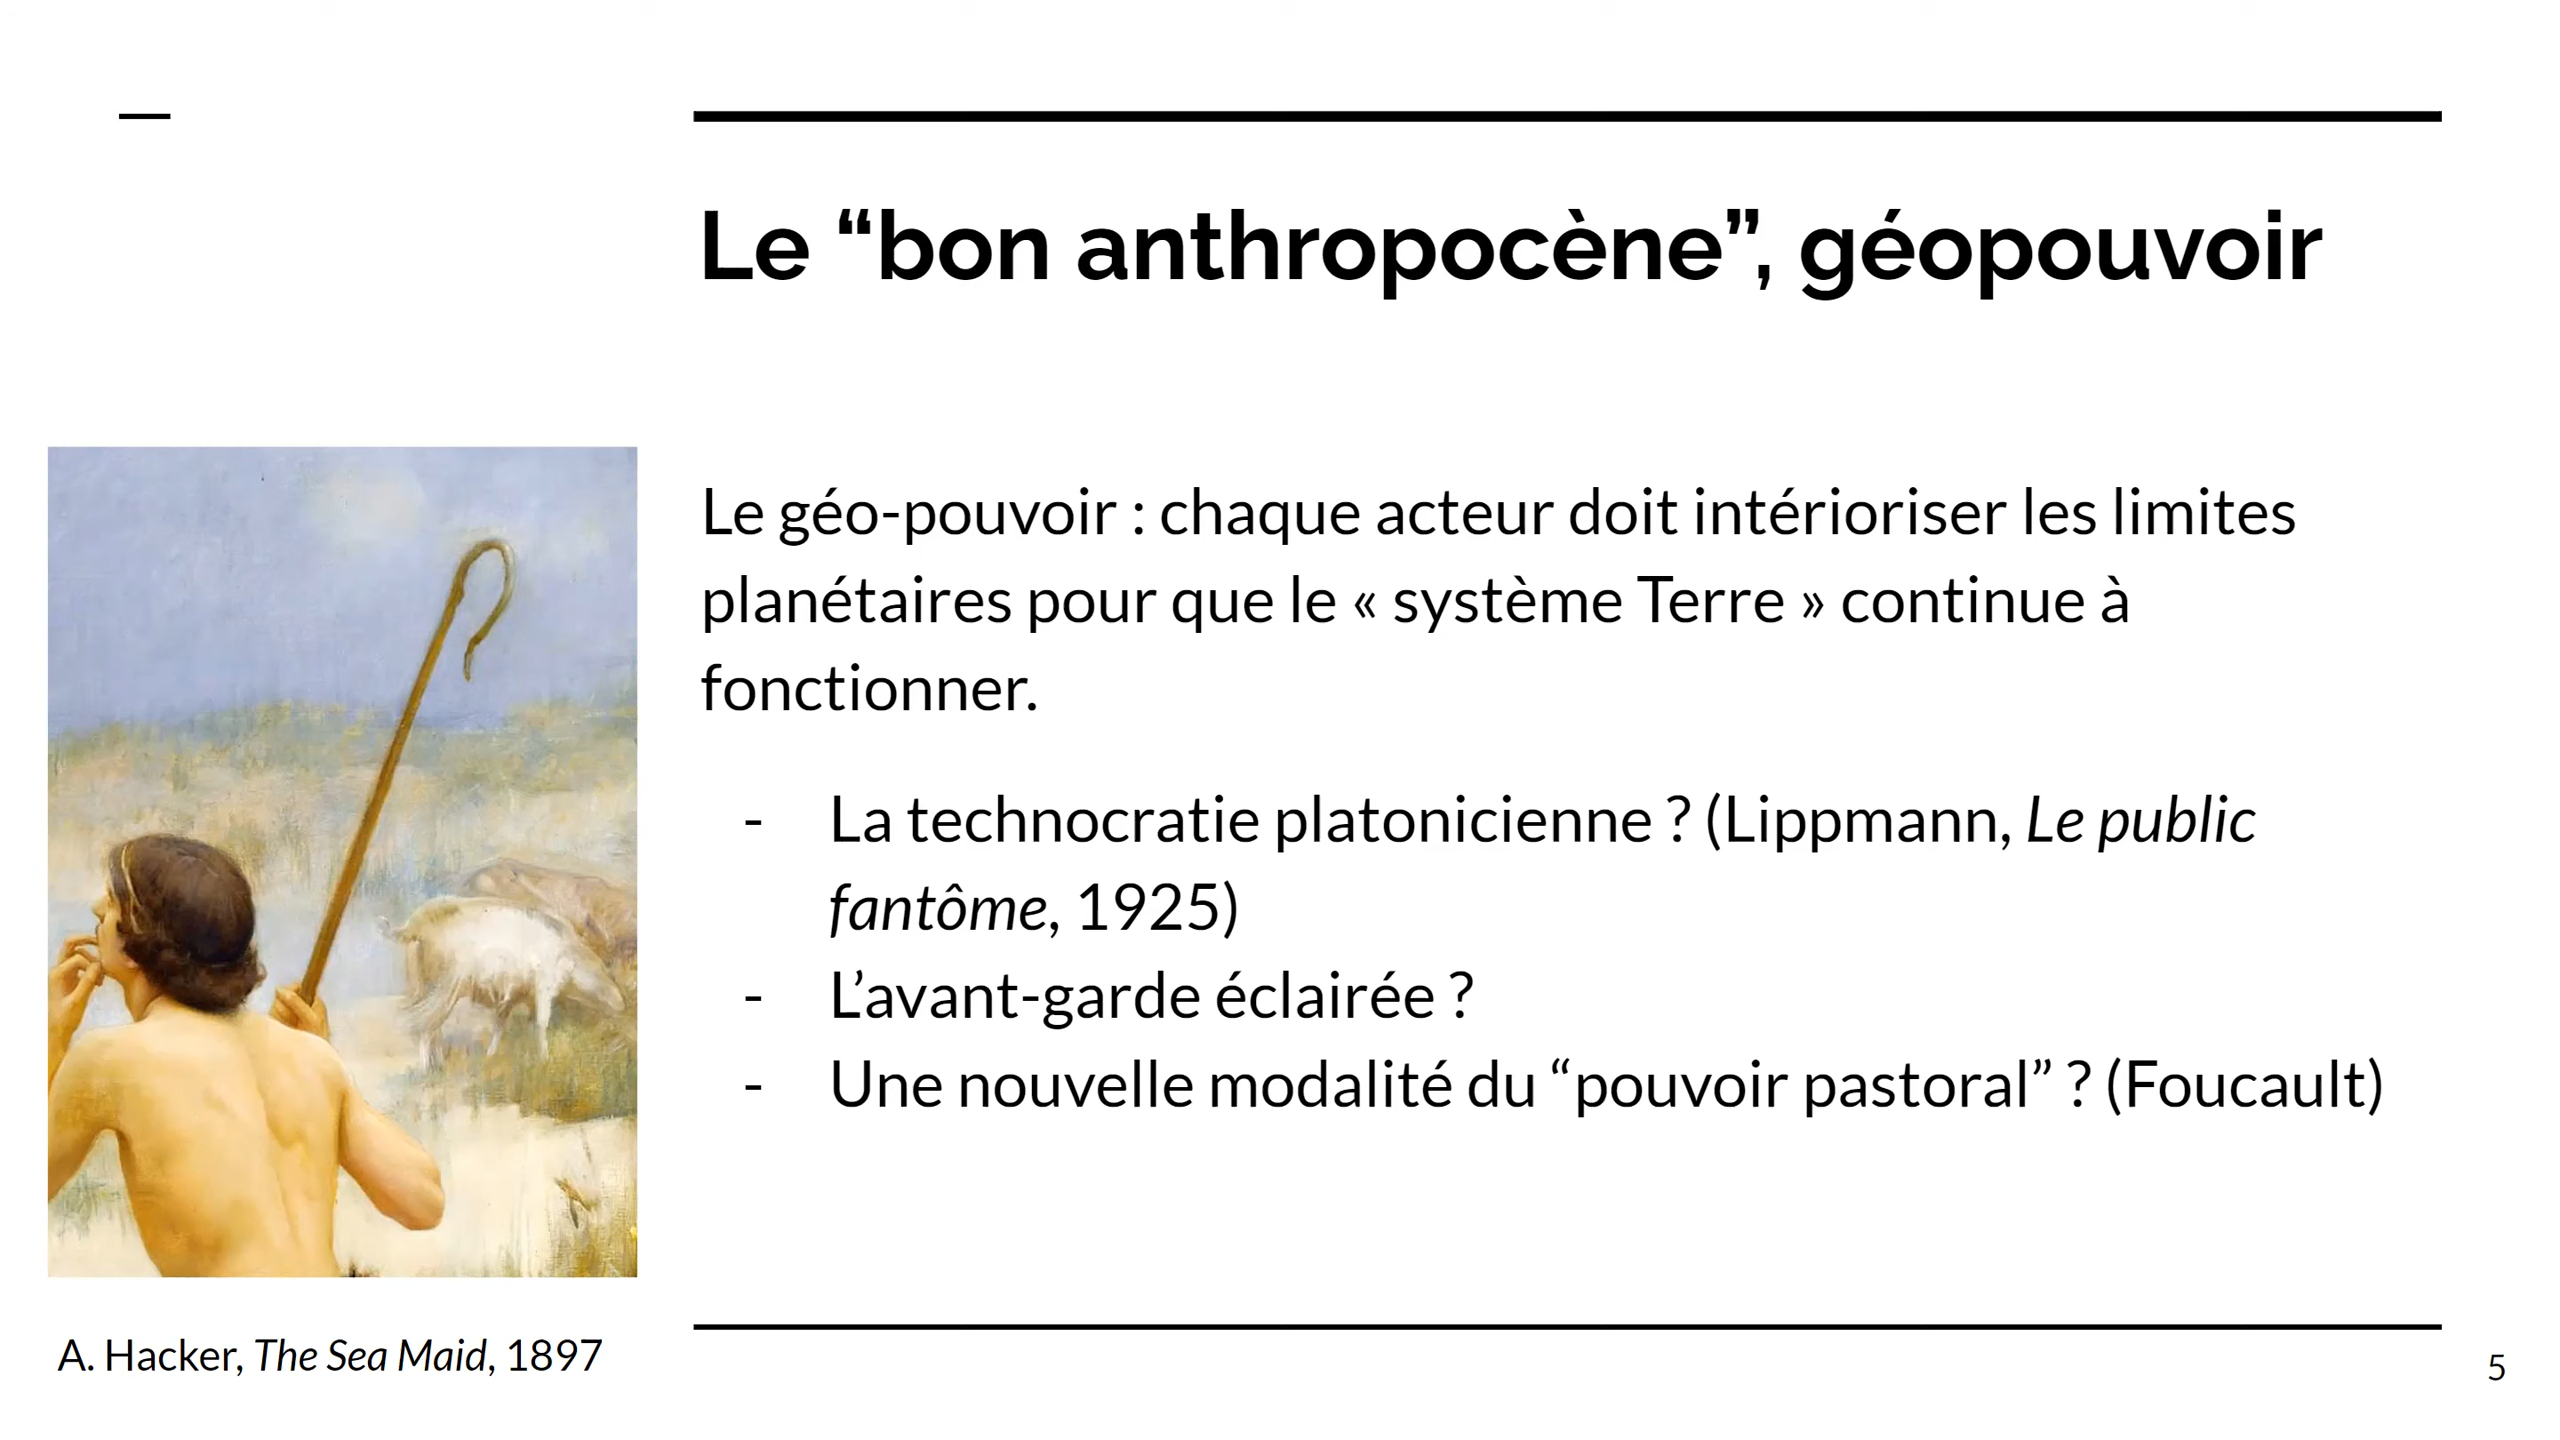 Le “bon anthropocène”, géopouvoir
Le géo-pouvoir : chaque acteur doit intérioriser les limites
planétaires pour que le « système Terre » continue à
fonctionner.
- La technocratie platonicienne ? (Lippmann, Le public
fantôme, 1925)
- L’avant-garde éclairée ?
- Une nouvelle modalité du “pouvoir pastoral” ? (Foucault)
A. Hacker, The Sea Maid, 1897
5